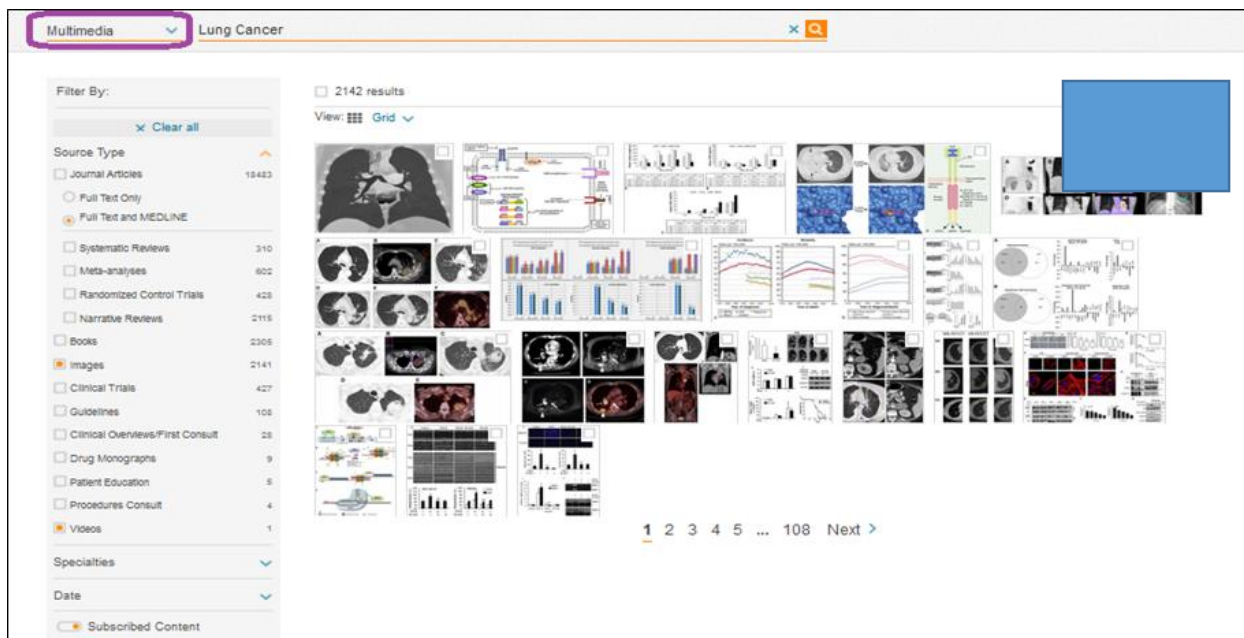 Multimedia Lung Cancer
Filter By:
Clear all
Source Type
Journal Articles 18483
Full Text Only
Full Text and MEDLINE
Systematic Reviews 310
Meta-analyses 602
Randomized Control Trials 428
Narrative Reviews 2115
Books 2305
Images 2141
Clinical Trials 427
Guidelines 108
Clinical Overviews/First Consult 28
Drug Monographs 9
Patient Education 5
Procedures Consult 4
Videos 1
Specialties
Date
Subscribed Content
2142 results
View: Grid
1 2 3 4 5 ... 108 Next